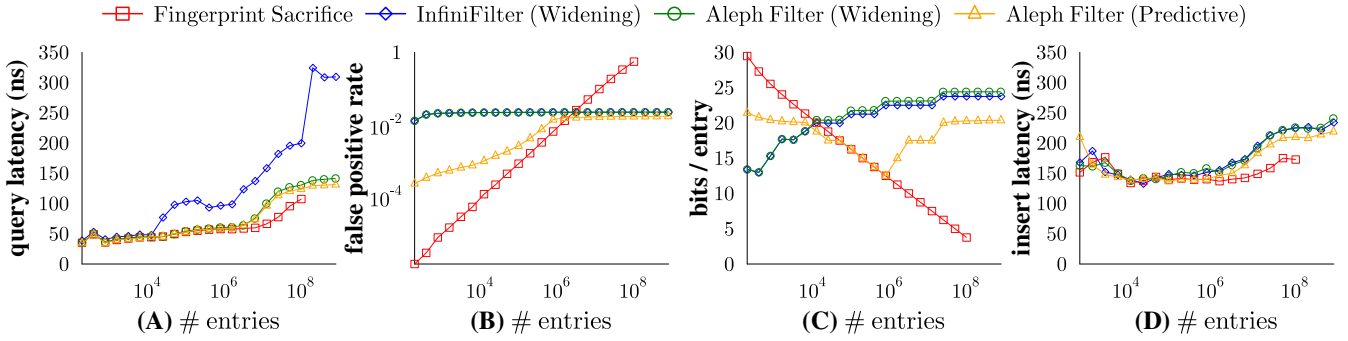 Fingerprint Sacrifice InfiniFilter (Widening) Aleph Filter (Widening) Aleph Filter (Predictive)
query latency (ns)
350
300
250
200
150
100
50
0
10^4 10^6 10^8
(A) # entries
false positive rate
1
10^-2
10^-4
10^4 10^6 10^8
(B) # entries
bits / entry
30
25
20
15
10
5
0
10^4 10^6 10^8
(C) # entries
insert latency (ns)
350
300
250
200
150
100
50
0
10^4 10^6 10^8
(D) # entries